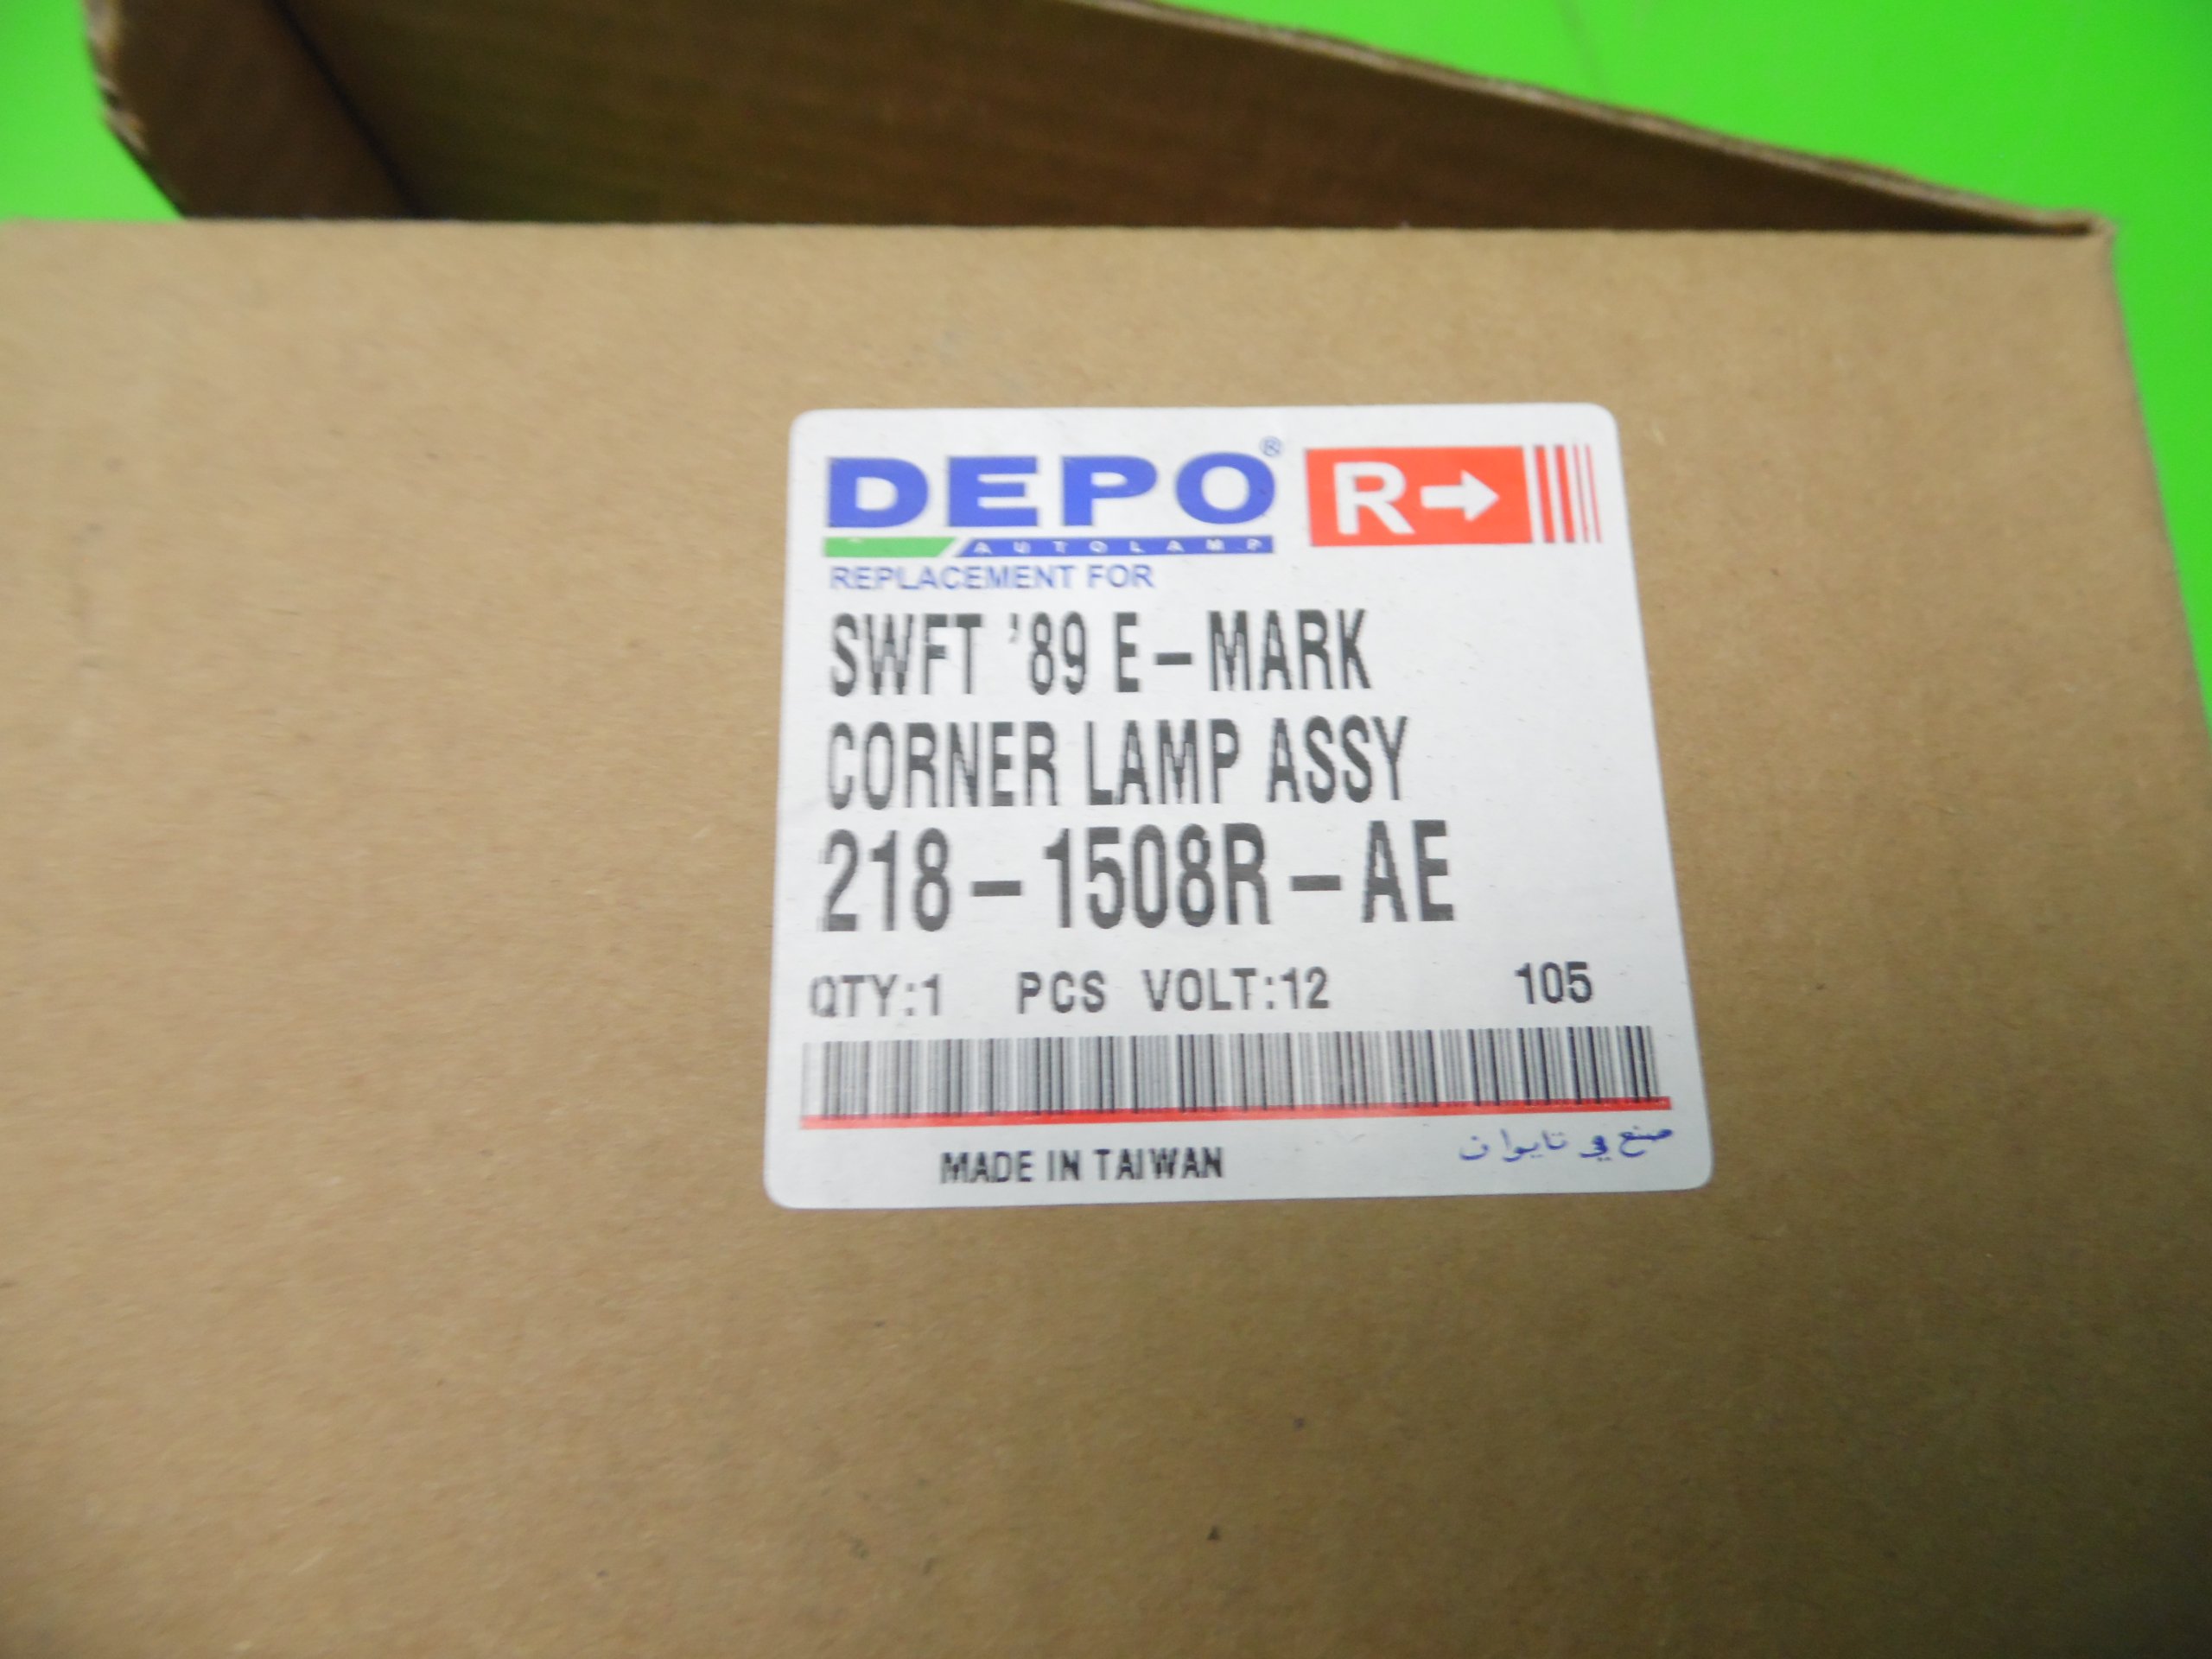 DEPO® R→
AUTOLAMP
REPLACEMENT FOR
SWFT '89 E-MARK
CORNER LAMP ASSY
218-1508R-AE
QTY:1 PCS VOLT:12 105
MADE IN TAIWAN صنع في تايوان